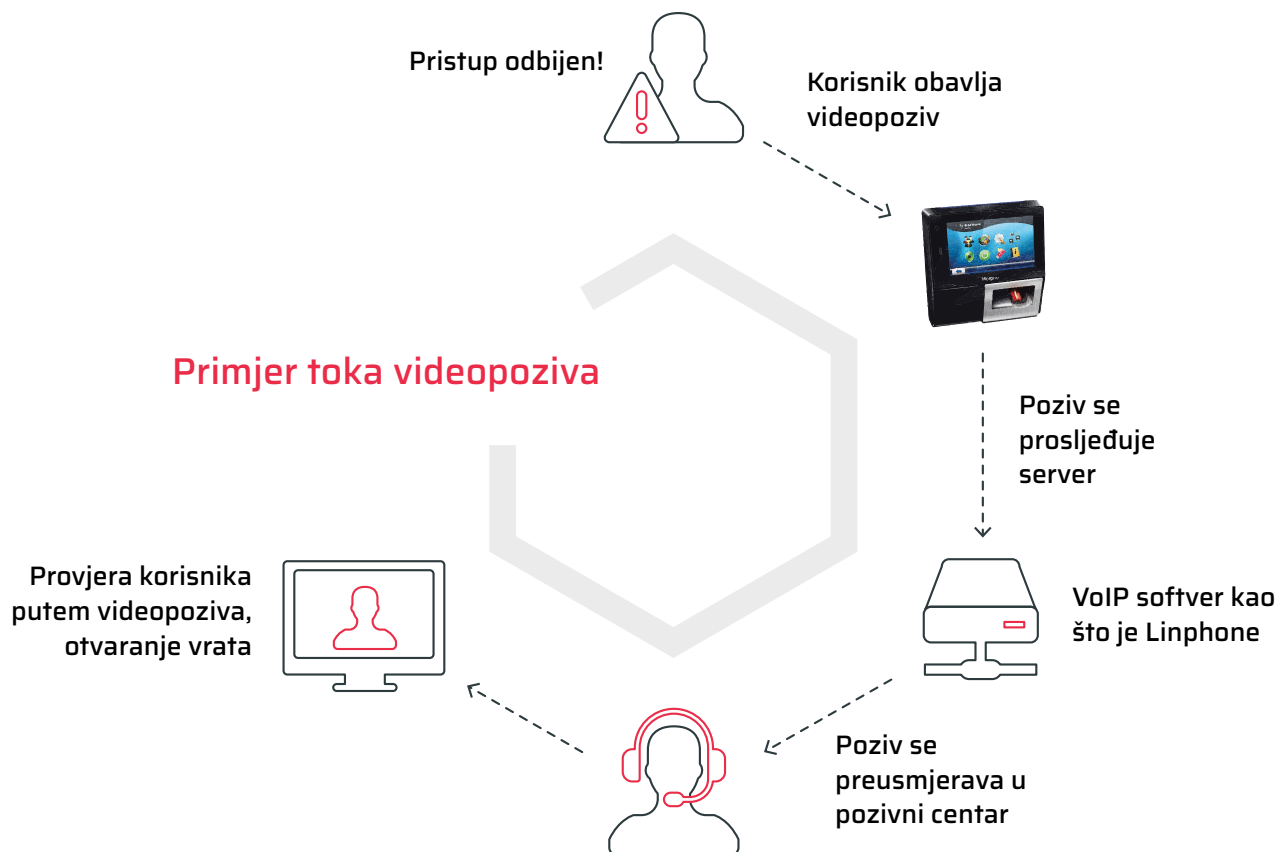 Pristup odbijen!
Korisnik obavlja
videopoziv
Primjer toka videopoziva
Poziv se
prosljeđuje
server
Provjera korisnika
putem videopoziva,
otvaranje vrata
VoIP softver kao
što je Linphone
Poziv se
preusmjerava u
pozivni centar